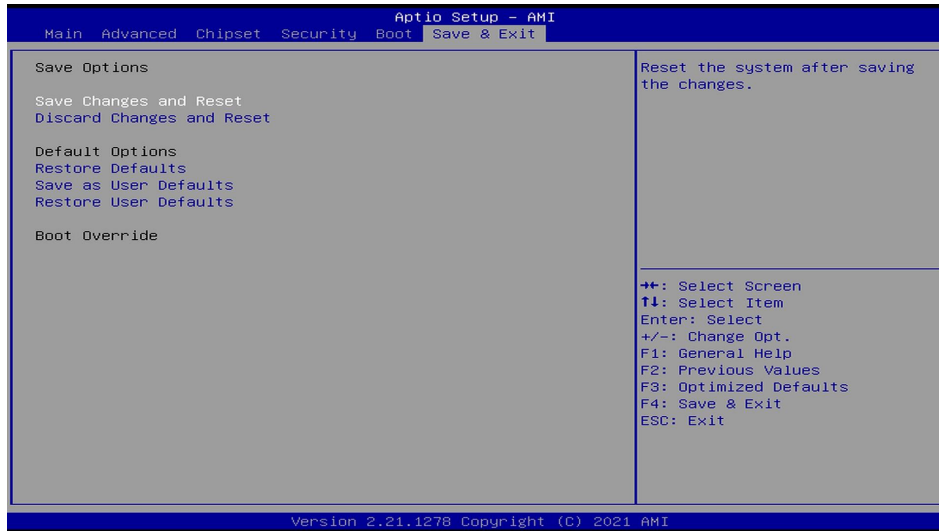 Aptio Setup – AMI
Main Advanced Chipset Security Boot Save & Exit
Save Options
Save Changes and Reset
Discard Changes and Reset
Default Options
Restore Defaults
Save as User Defaults
Restore User Defaults
Boot Override
Reset the system after saving
the changes.
→←: Select Screen
↑↓: Select Item
Enter: Select
+/-: Change Opt.
F1: General Help
F2: Previous Values
F3: Optimized Defaults
F4: Save & Exit
ESC: Exit
Version 2.21.1278 Copyright (C) 2021 AMI